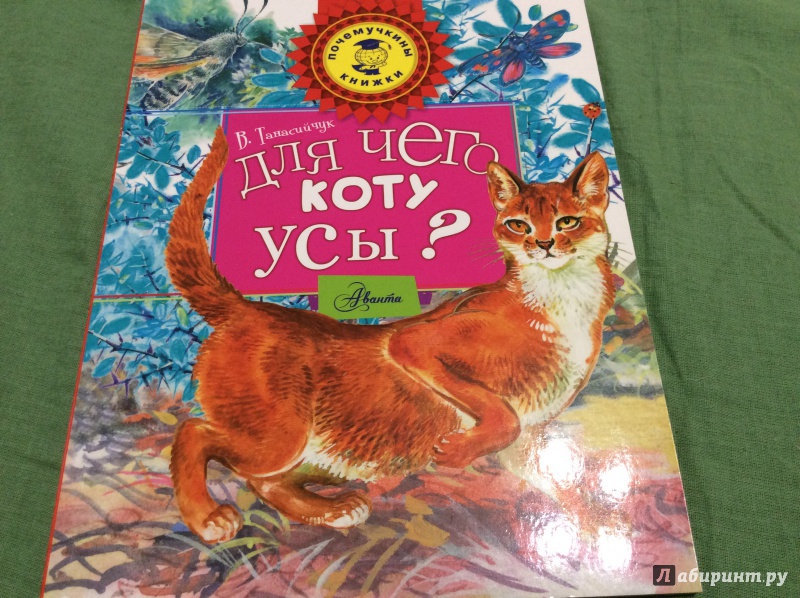 почемучкины
книжки
В. Танасийчук
Для чего
коту
усы?
Аванта
Лабиринт.ру